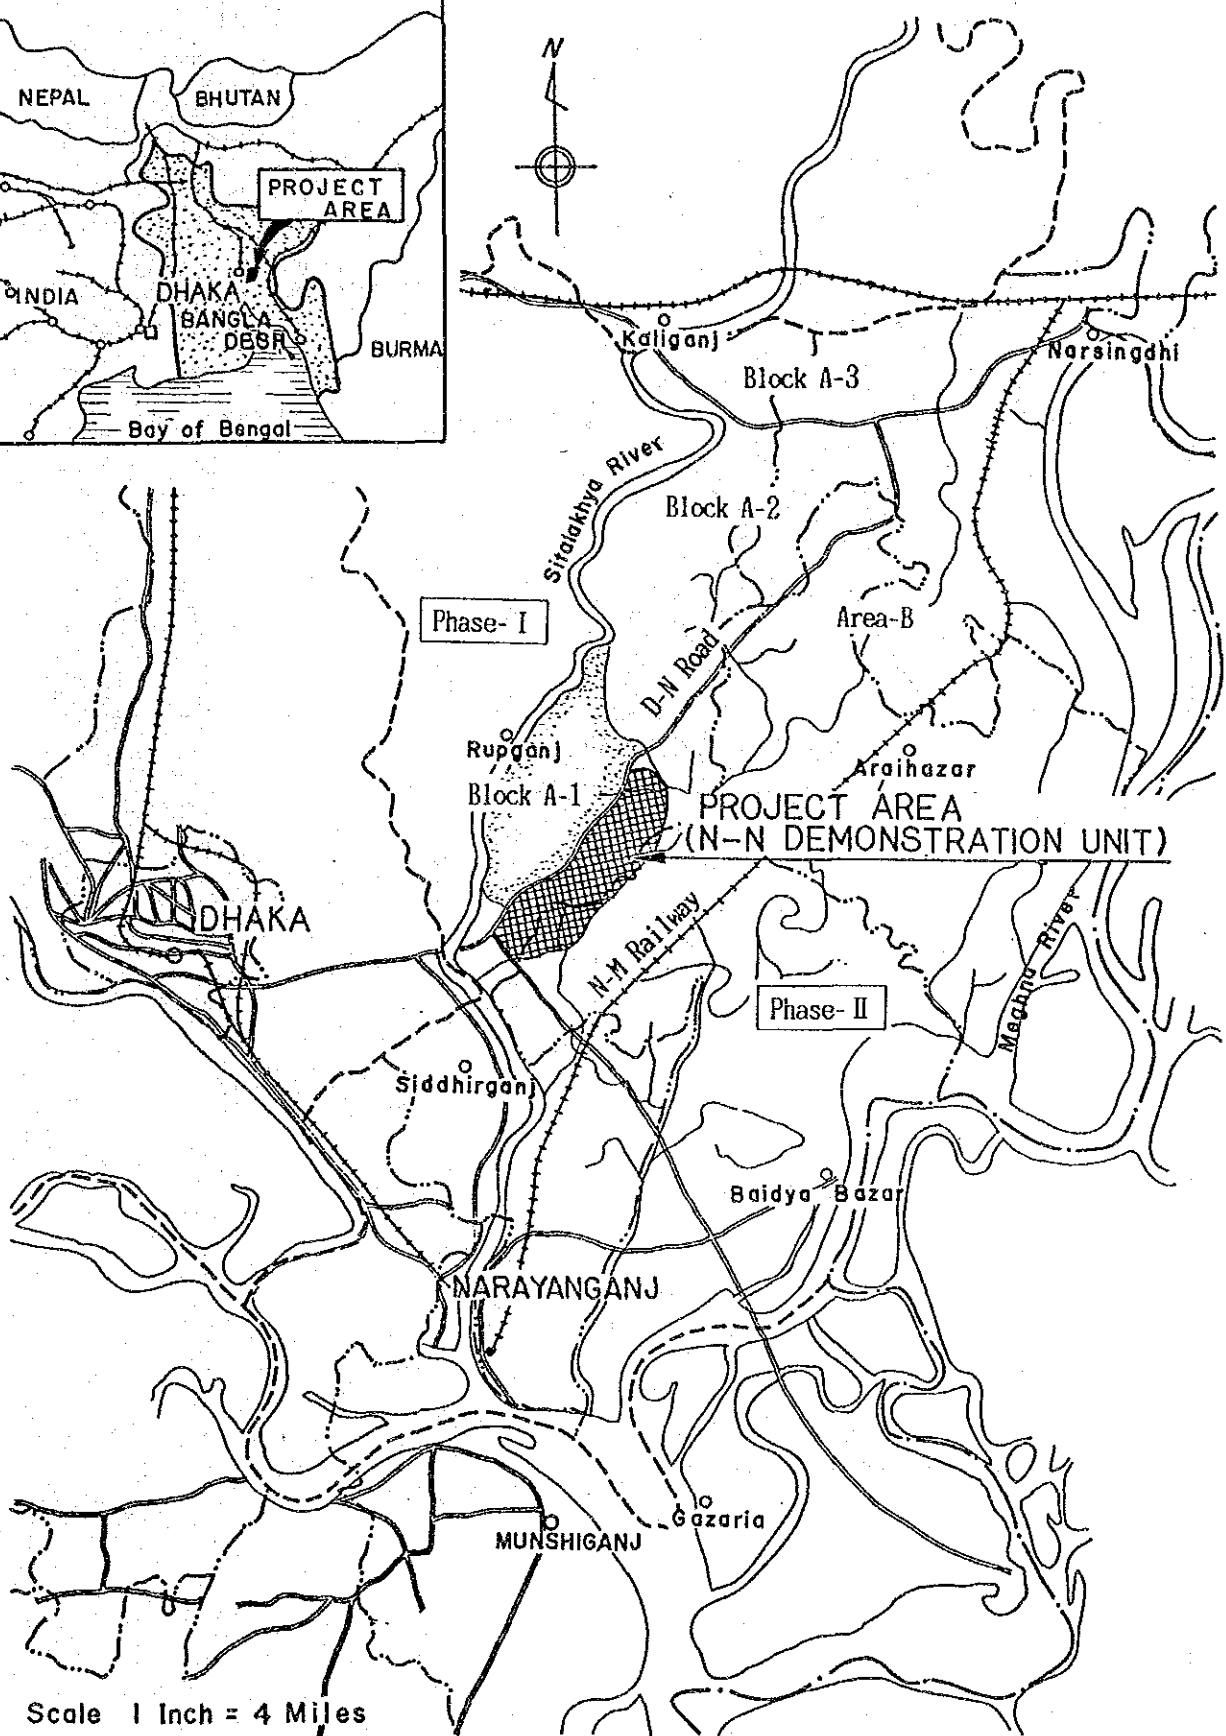 NEPAL
BHUTAN
PROJECT
AREA
INDIA
DHAKA
BANGLA
DESH
BURMA
Bay of Bengal
N
Kaliganj
Narsingdhi
Block A-3
Sitalakhya River
Block A-2
Phase- I
Area-B
D-N Road
Rupganj
Araihazar
Block A-1
PROJECT AREA
(N-N DEMONSTRATION UNIT)
DHAKA
N-M Railway
Meghna River
Phase- II
Siddhirganj
Baidya Bazar
NARAYANGANJ
Gazaria
MUNSHIGANJ
Scale 1 Inch = 4 Miles